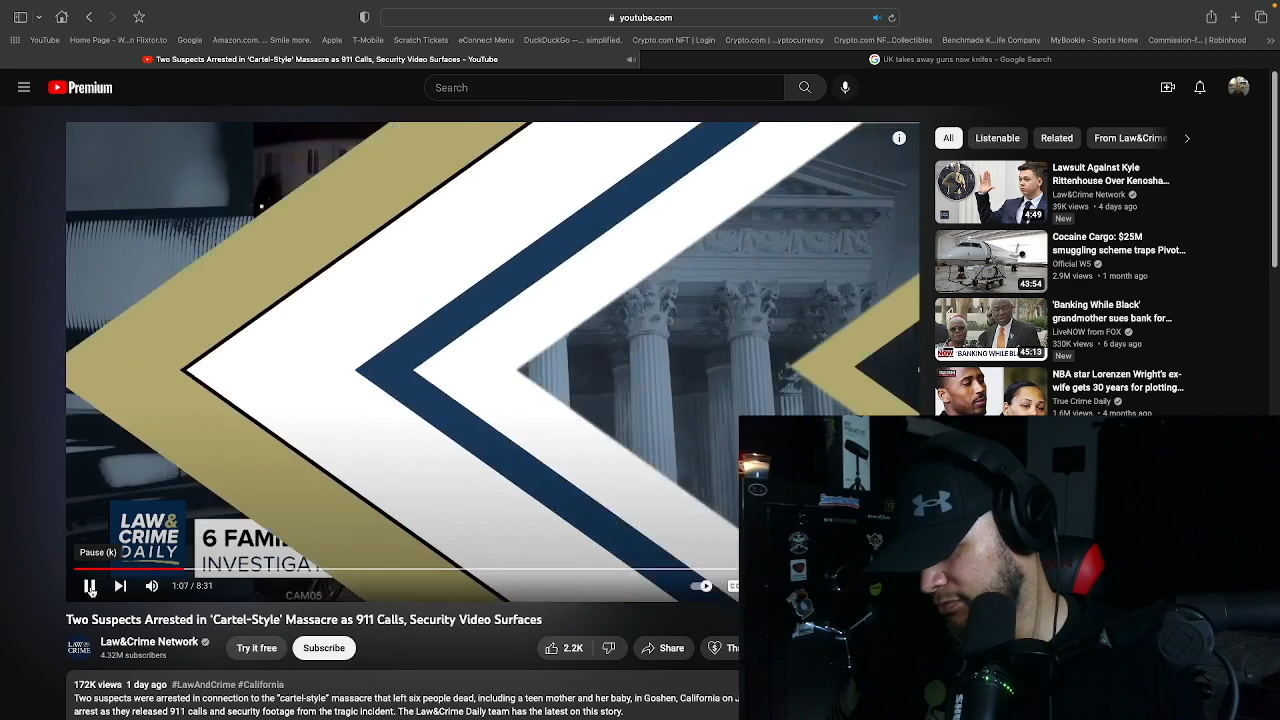 youtube.com
YouTube
Home Page - W...n Flixtor.to
Google
Amazon.com. ... Smile more.
Apple
T-Mobile
Scratch Tickets
eConnect Menu
DuckDuckGo — ... simplified.
Crypto.com NFT | Login
Crypto.com | ...yptocurrency
Crypto.com NF...Collectibles
Benchmade K...ife Company
MyBookie - Sports Home
Commission-f... | Robinhood
Two Suspects Arrested in 'Cartel-Style' Massacre as 911 Calls, Security Video Surfaces - YouTube
UK takes away guns now knifes - Google Search
Premium
Search
All
Listenable
Related
From Law&Crime
Lawsuit Against Kyle
Rittenhouse Over Kenosha...
Law&Crime Network
39K views • 4 days ago
New
4:49
Cocaine Cargo: $25M
smuggling scheme traps Pivot...
Official W5
2.9M views • 1 month ago
43:54
'Banking While Black'
grandmother sues bank for...
LiveNOW from FOX
330K views • 6 days ago
New
45:13
NBA star Lorenzen Wright's ex-
wife gets 30 years for plotting...
True Crime Daily
1.6M views • 4 months ago
LAW&
CRIME
DAILY
6 FAMI
INVESTIGAT
CAM05
Pause (k)
1:07 / 8:31
Sweetwater
Two Suspects Arrested in 'Cartel-Style' Massacre as 911 Calls, Security Video Surfaces
Law&Crime Network
4.32M subscribers
Try it free
Subscribe
2.2K
Share
Tha
172K views 1 day ago #LawAndCrime #California
Two suspects were arrested in connection to the "cartel-style" massacre that left six people dead, including a teen mother and her baby, in Goshen, California on J
arrest as they released 911 calls and security footage from the tragic incident. The Law&Crime Daily team has the latest on this story.